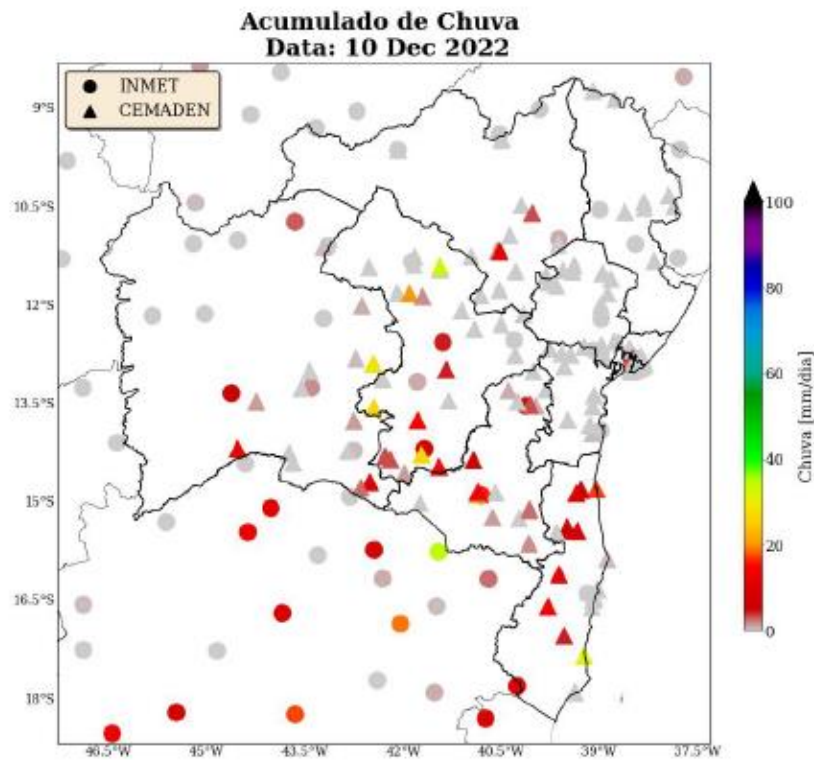 Acumulado de Chuva
Data: 10 Dec 2022
INMET
CEMADEN
9°S
10.5°S
12°S
13.5°S
15°S
16.5°S
18°S
46.5°W
45°W
43.5°W
42°W
40.5°W
39°W
37.5°W
100
80
60
40
20
0
Chuva [mm/dia]